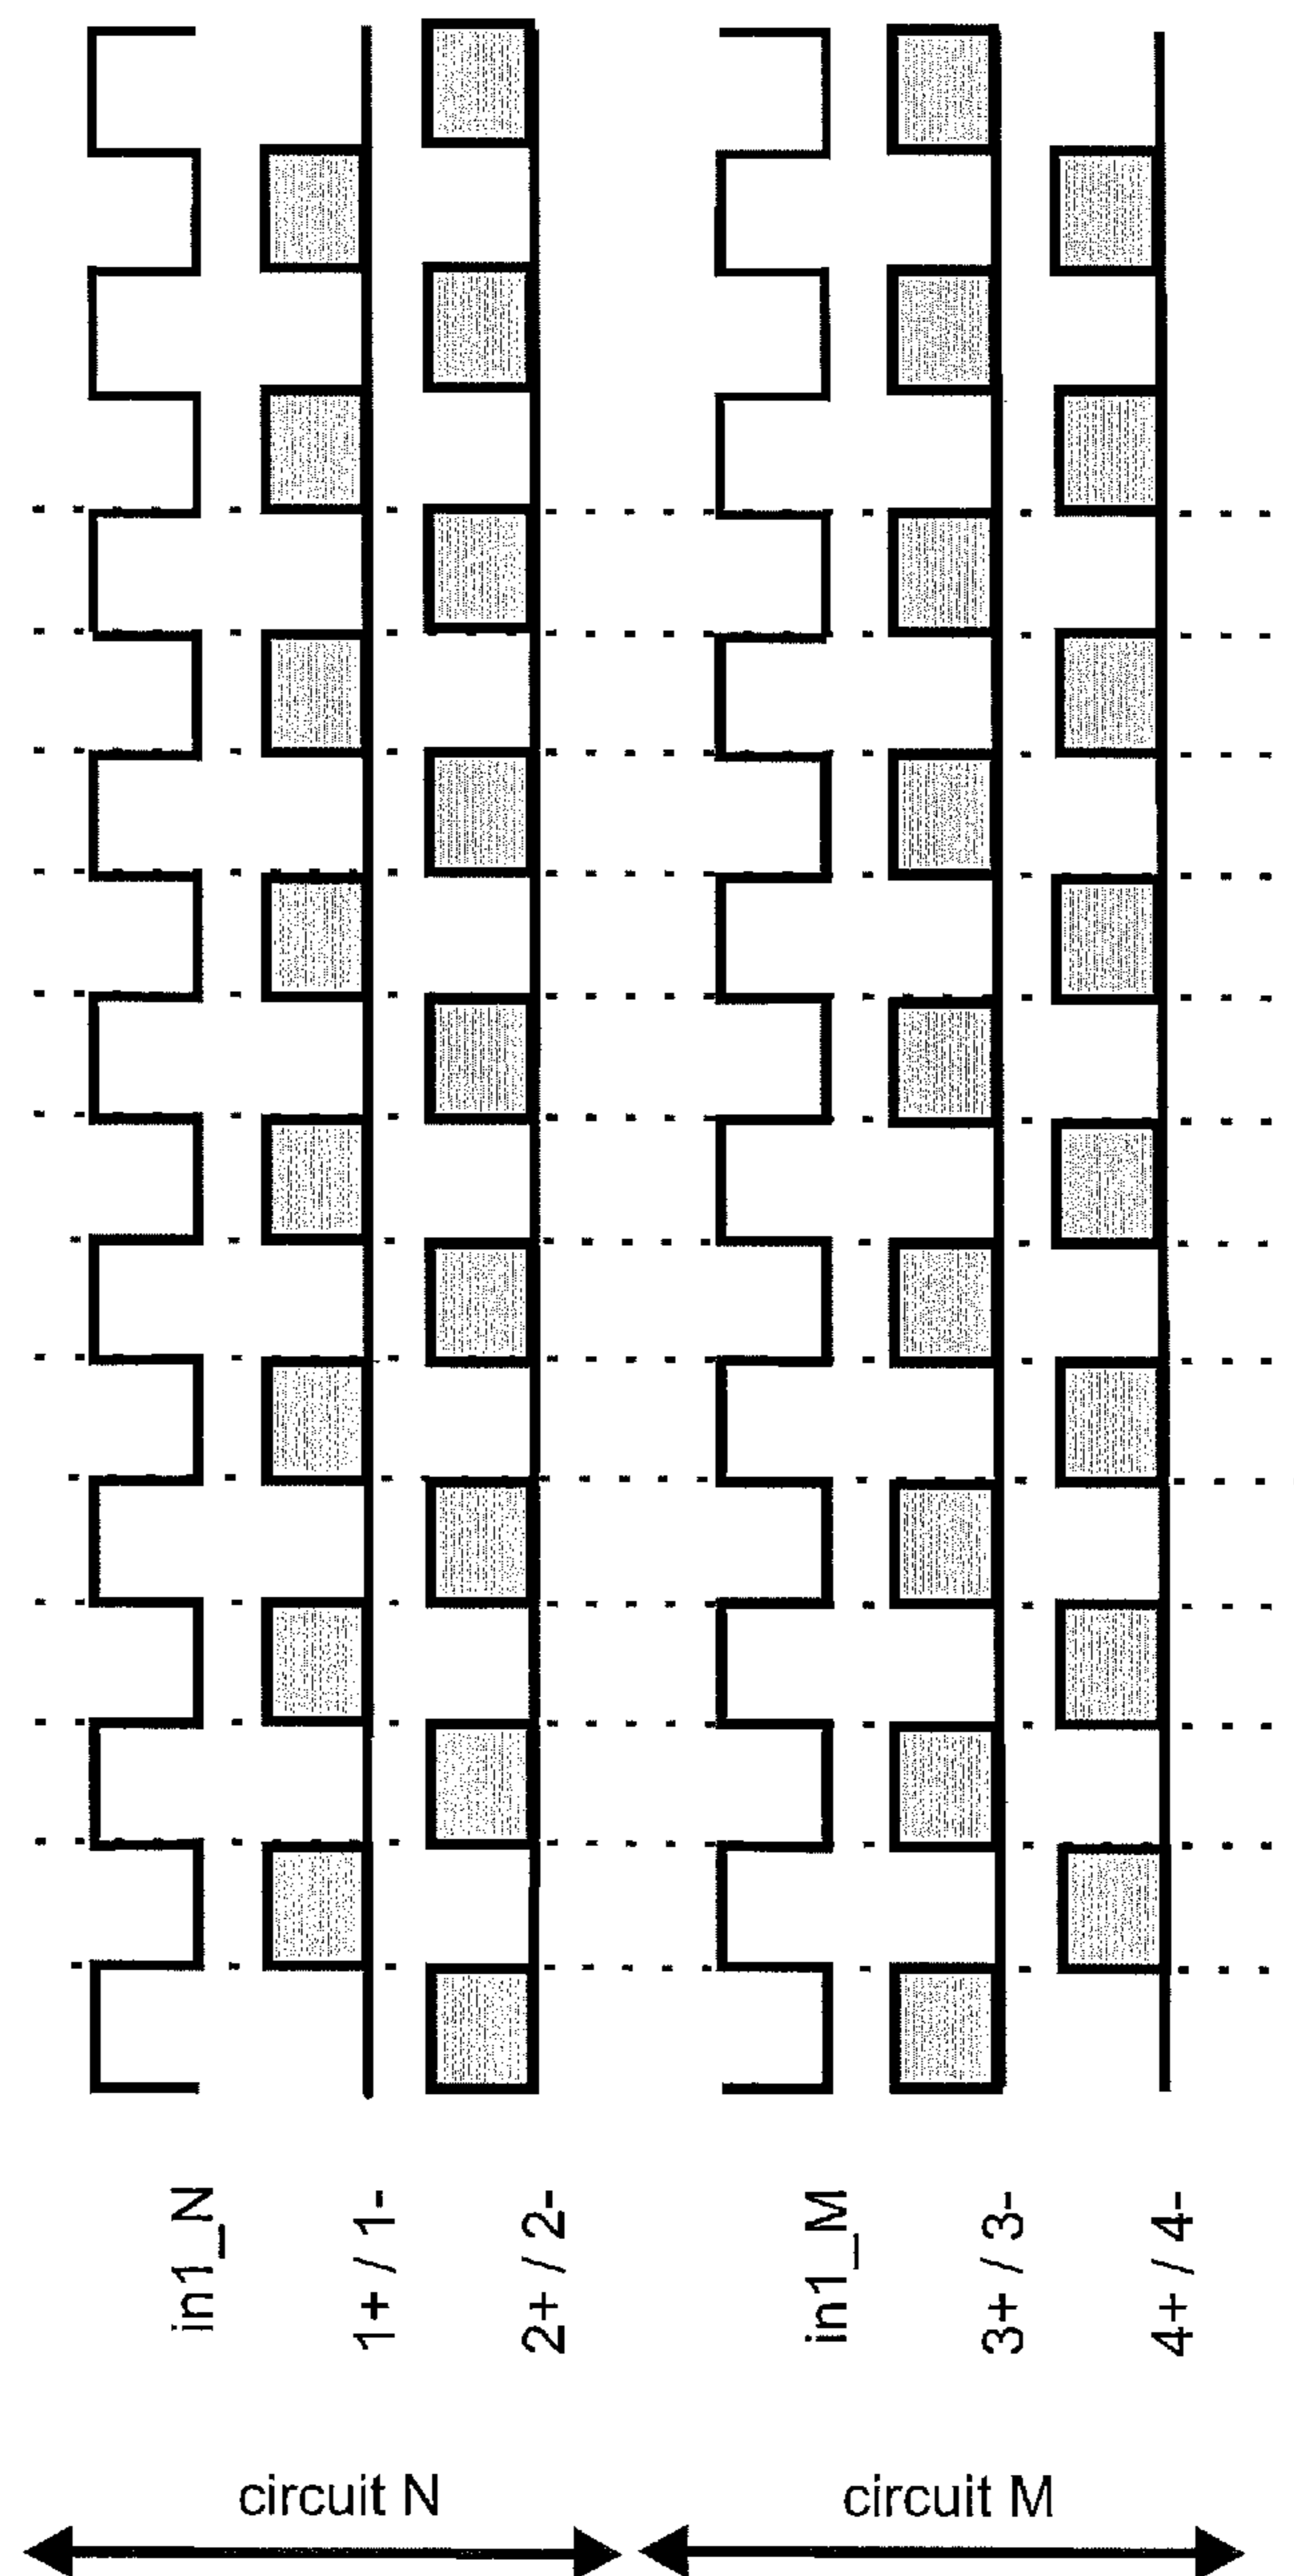 in1_N
1+ / 1-
2+ / 2-
in1_M
3+ / 3-
4+ / 4-
circuit N
circuit M